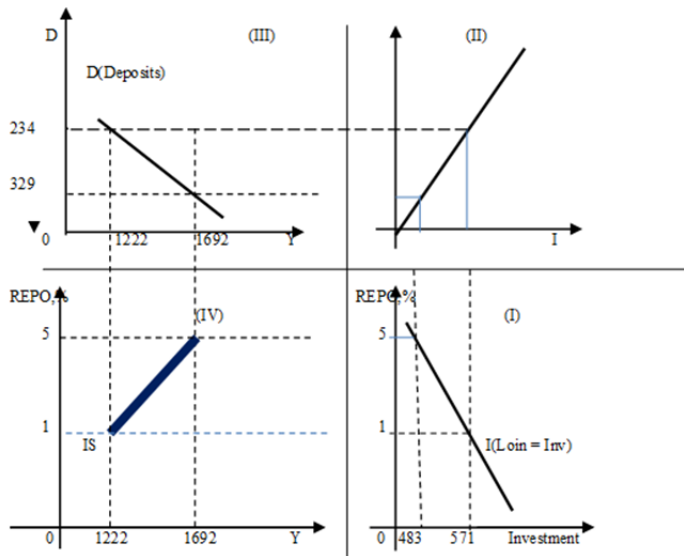 D (III) (II)
D(Deposits)
234
329
0 1222 1692 Y I
REPO,% (IV) REPO,% (I)
5 5
1 1
IS I(Loin = Inv)
0 1222 1692 Y 0 483 571 Investment